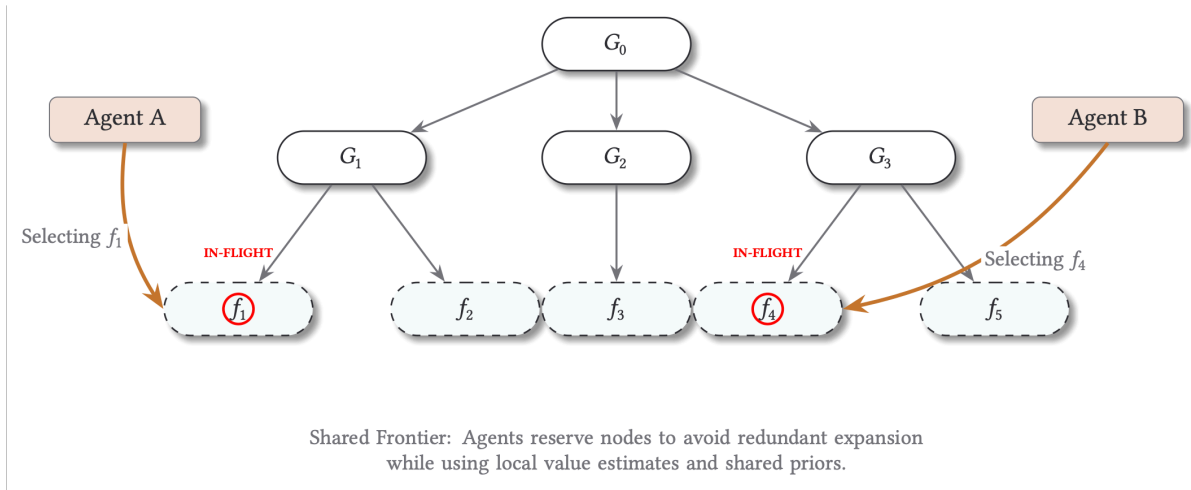 G₀
Agent A
Agent B
G₁
G₂
G₃
Selecting f₁
IN-FLIGHT
IN-FLIGHT
Selecting f₄
f₁
f₂
f₃
f₄
f₅
Shared Frontier: Agents reserve nodes to avoid redundant expansion
while using local value estimates and shared priors.